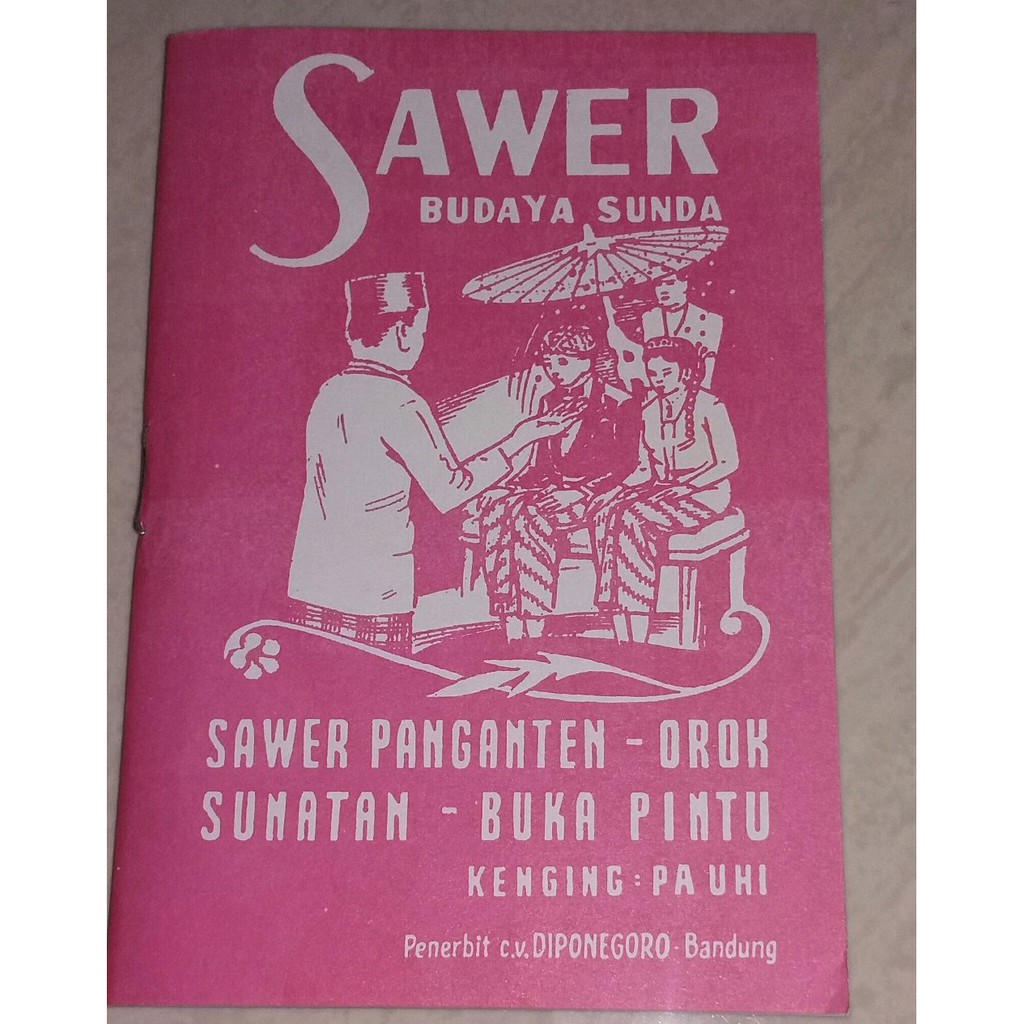 SAWER
BUDAYA SUNDA
SAWER PANGANTEN - OROK
SUNATAN - BUKA PINTU
KENGING : PA UHI
Penerbit c.v. DIPONEGORO - Bandung